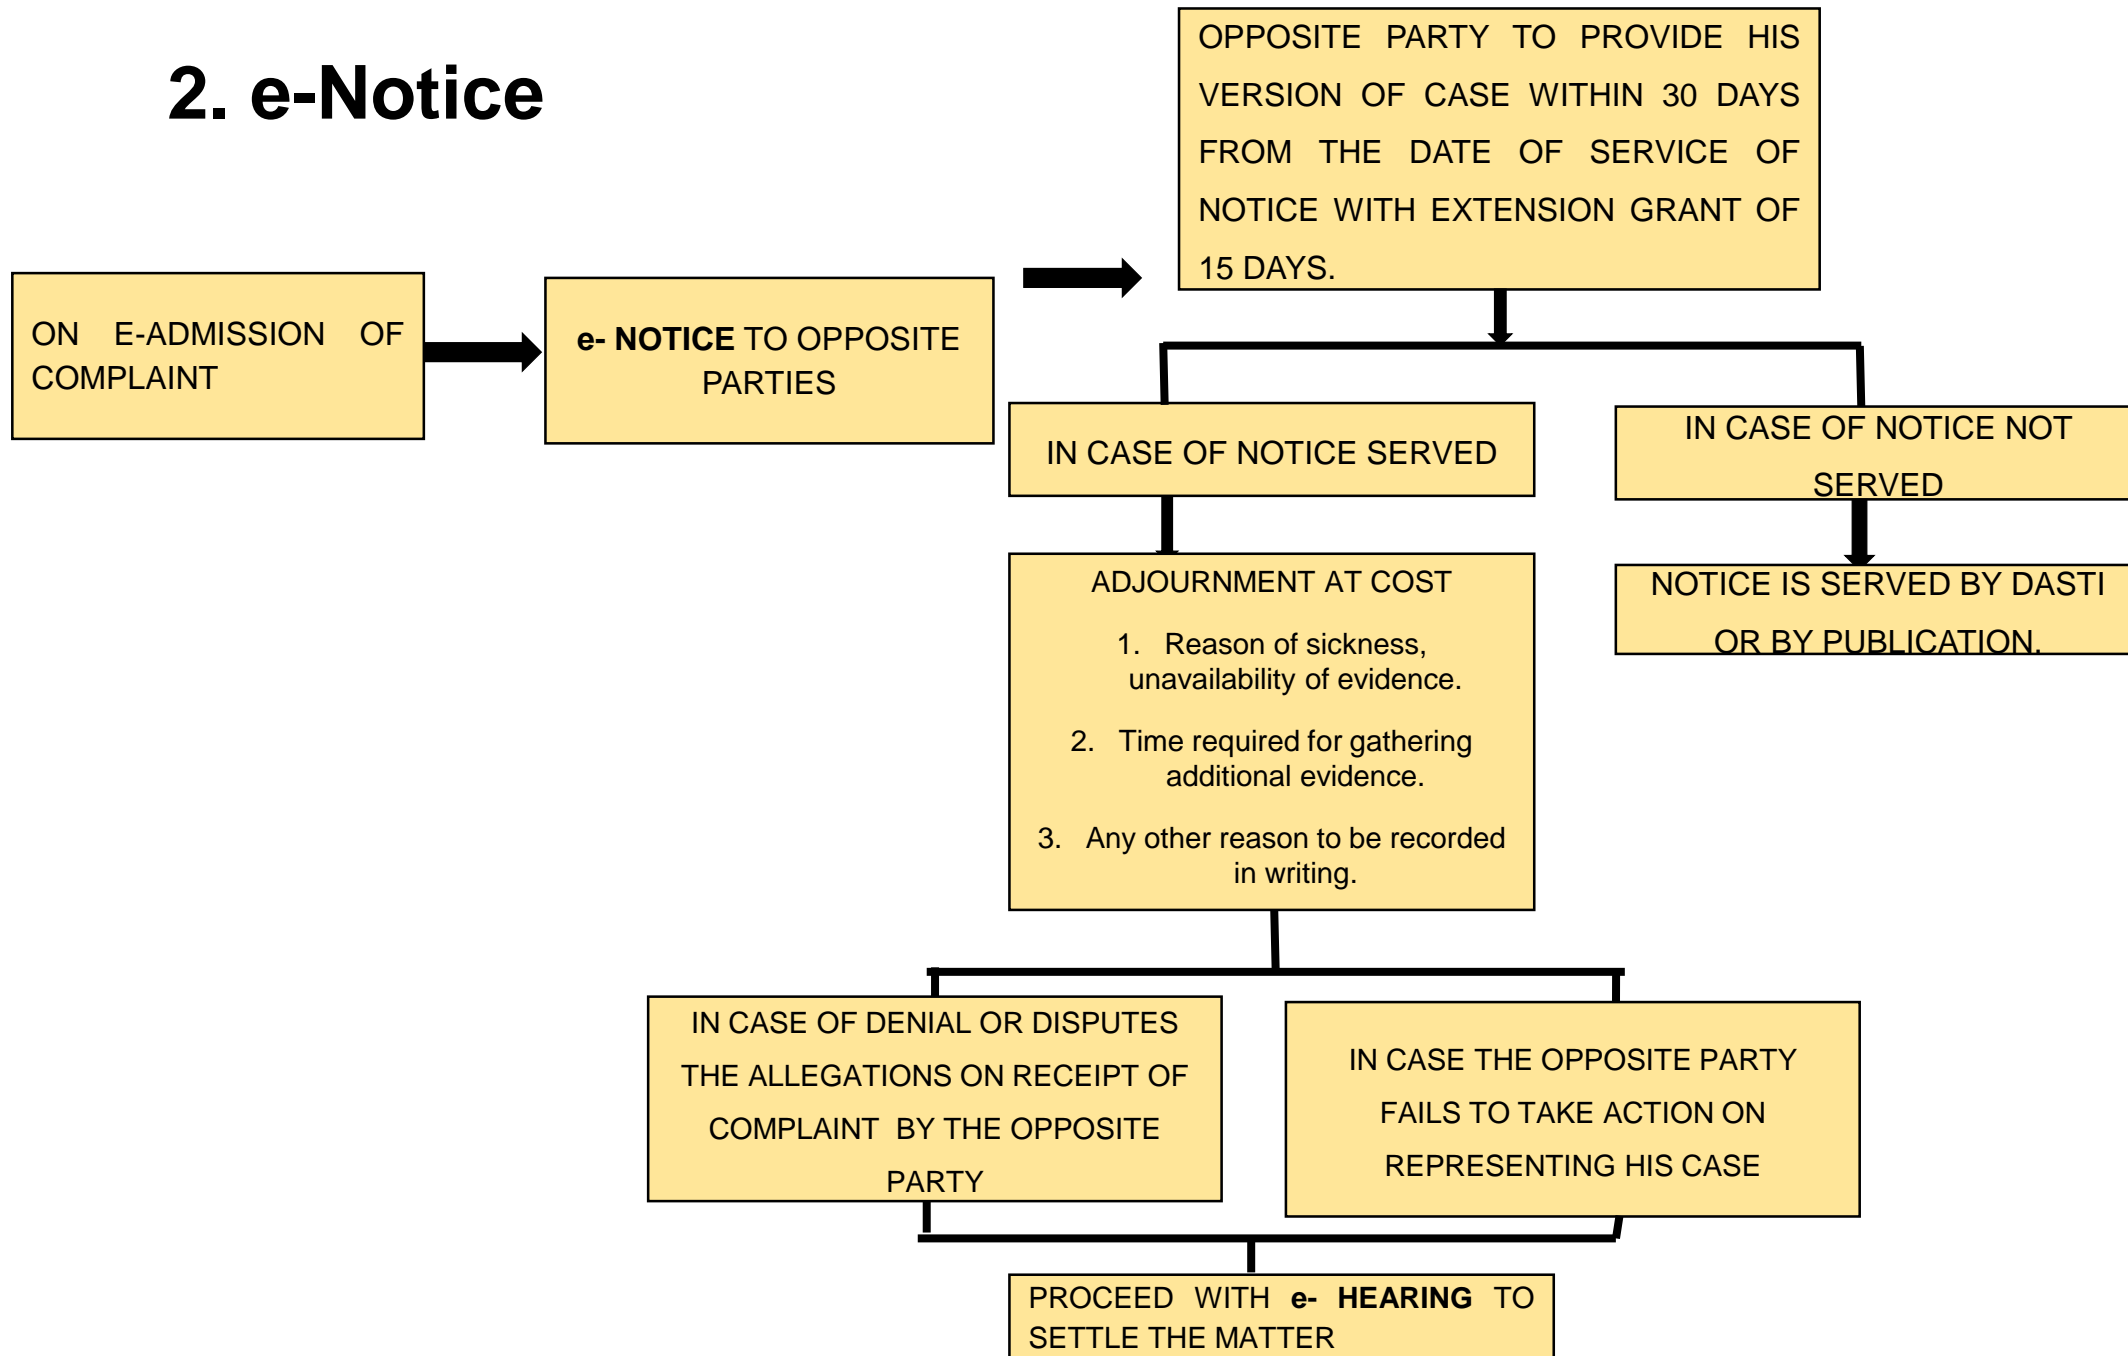 2. e-Notice
ON E-ADMISSION OF
COMPLAINT
e- NOTICE TO OPPOSITE
PARTIES
OPPOSITE PARTY TO PROVIDE HIS
VERSION OF CASE WITHIN 30 DAYS
FROM THE DATE OF SERVICE OF
NOTICE WITH EXTENSION GRANT OF
15 DAYS.
IN CASE OF NOTICE SERVED
IN CASE OF NOTICE NOT
SERVED
ADJOURNMENT AT COST
1. Reason of sickness,
unavailability of evidence.
2. Time required for gathering
additional evidence.
3. Any other reason to be recorded
in writing.
NOTICE IS SERVED BY DASTI
OR BY PUBLICATION.
IN CASE OF DENIAL OR DISPUTES
THE ALLEGATIONS ON RECEIPT OF
COMPLAINT BY THE OPPOSITE
PARTY
IN CASE THE OPPOSITE PARTY
FAILS TO TAKE ACTION ON
REPRESENTING HIS CASE
PROCEED WITH e- HEARING TO
SETTLE THE MATTER